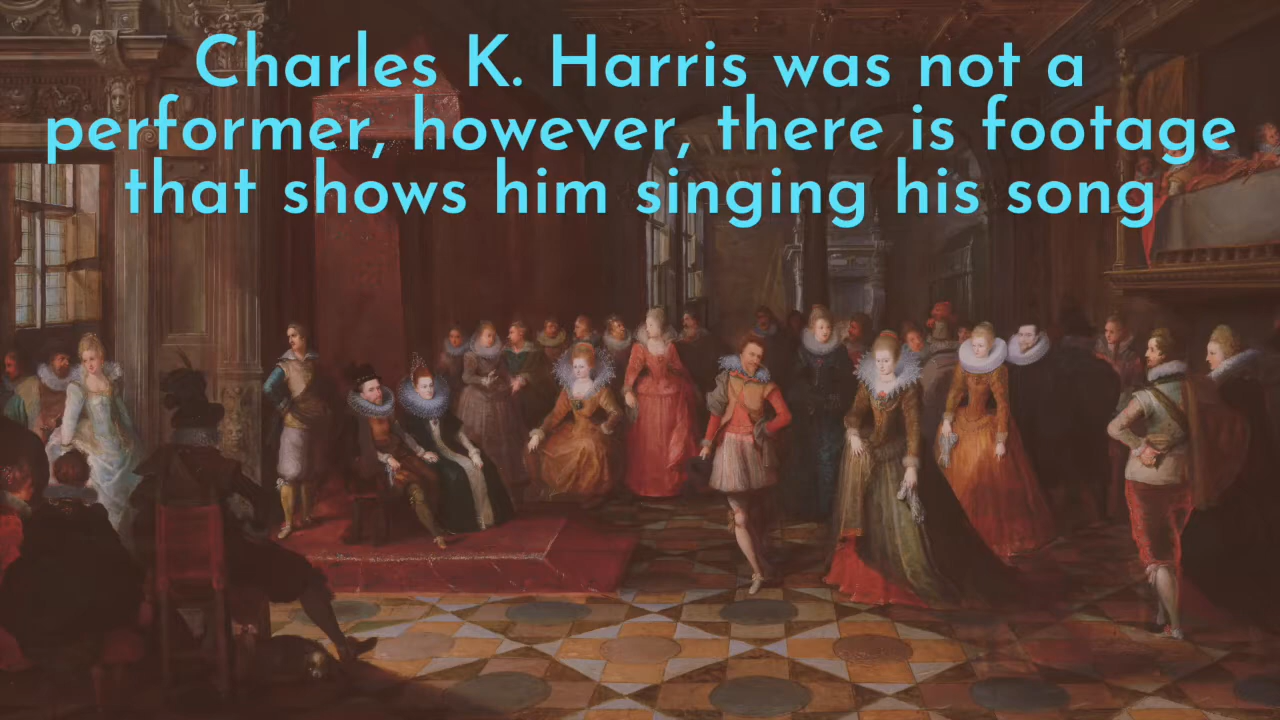 Charles K. Harris was not a
performer, however, there is footage
that shows him singing his song